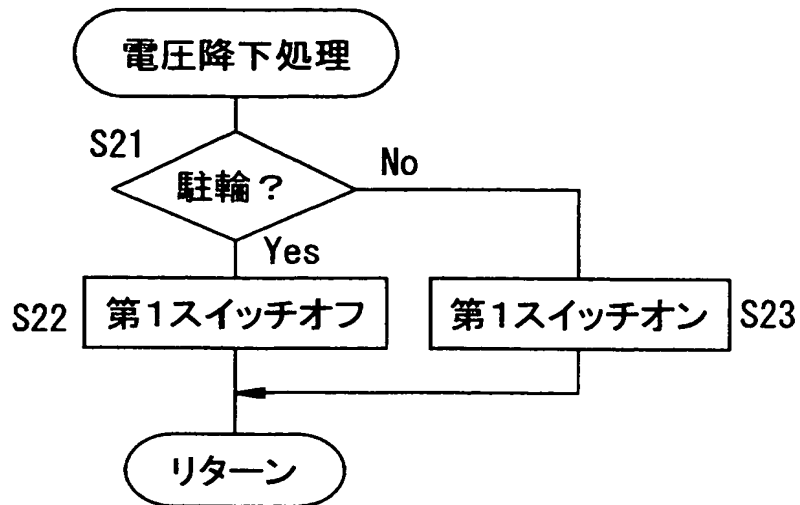 電圧降下処理
S21
駐輪？
No
Yes
S22
第1スイッチオフ
第1スイッチオン
S23
リターン